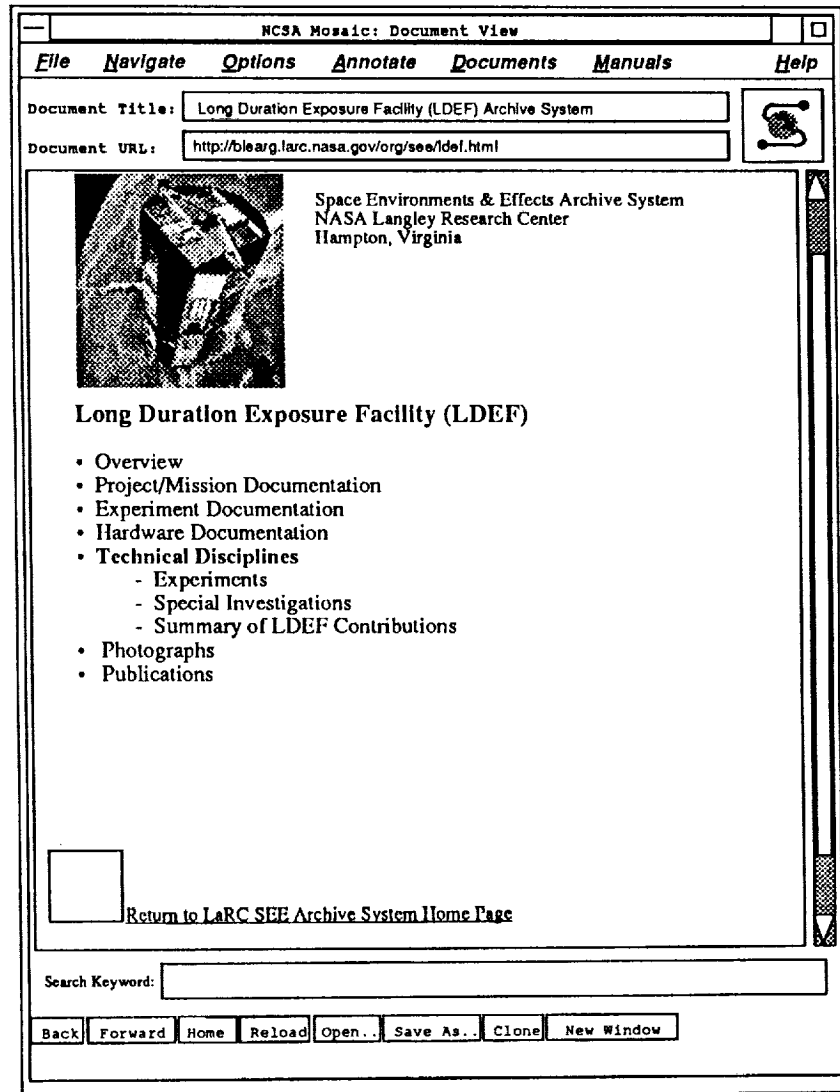 NCSA Mosaic: Document View
File Navigate Options Annotate Documents Manuals Help
Document Title: Long Duration Exposure Facility (LDEF) Archive System
Document URL: http://blearg.larc.nasa.gov/org/see/ldef.html
Space Environments & Effects Archive System
NASA Langley Research Center
Hampton, Virginia
Long Duration Exposure Facility (LDEF)
• Overview
• Project/Mission Documentation
• Experiment Documentation
• Hardware Documentation
• Technical Disciplines
- Experiments
- Special Investigations
- Summary of LDEF Contributions
• Photographs
• Publications
Return to LaRC SEE Archive System Home Page
Search Keyword:
Back Forward Home Reload Open.. Save As.. Clone New Window